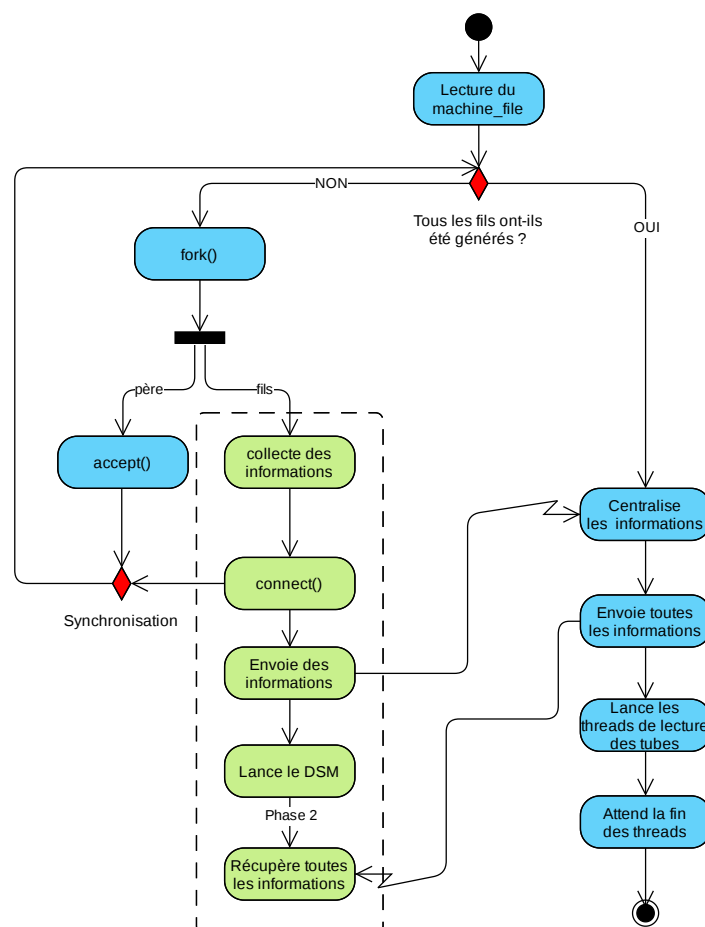 Lecture du
machine_file
NON
Tous les fils ont-ils
été générés ?
OUI
fork()
père
fils
accept()
collecte des
informations
Centralise
les informations
connect()
Synchronisation
Envoie toutes
les informations
Envoie des
informations
Lance les
threads de lecture
des tubes
Lance le DSM
Phase 2
Attend la fin
des threads
Récupère toutes
les informations